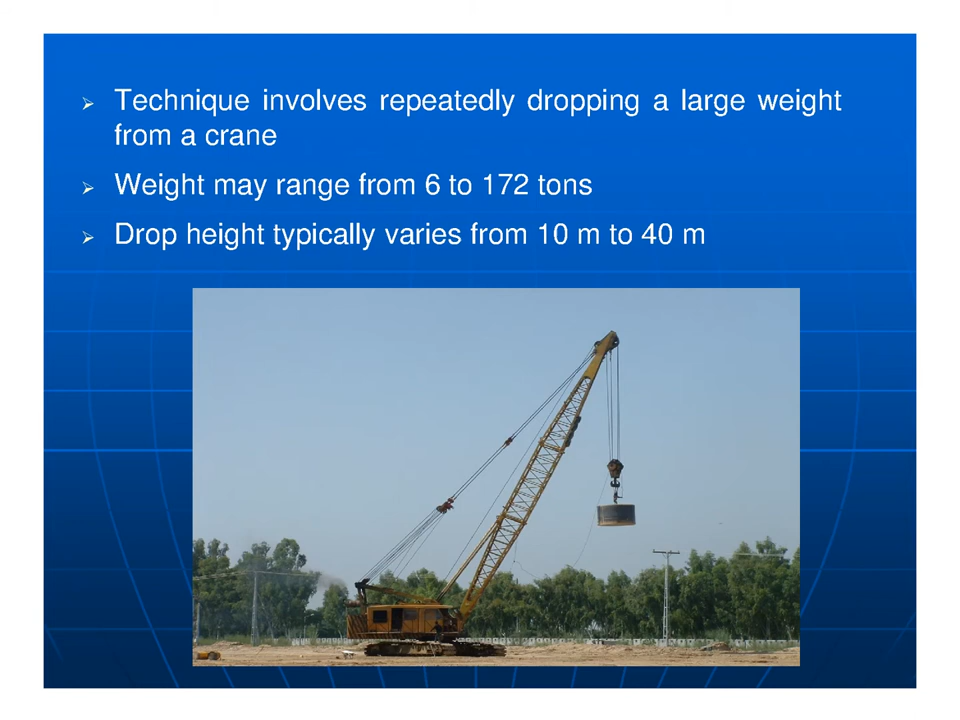 Technique involves repeatedly dropping a large weight
from a crane
Weight may range from 6 to 172 tons
Drop height typically varies from 10 m to 40 m